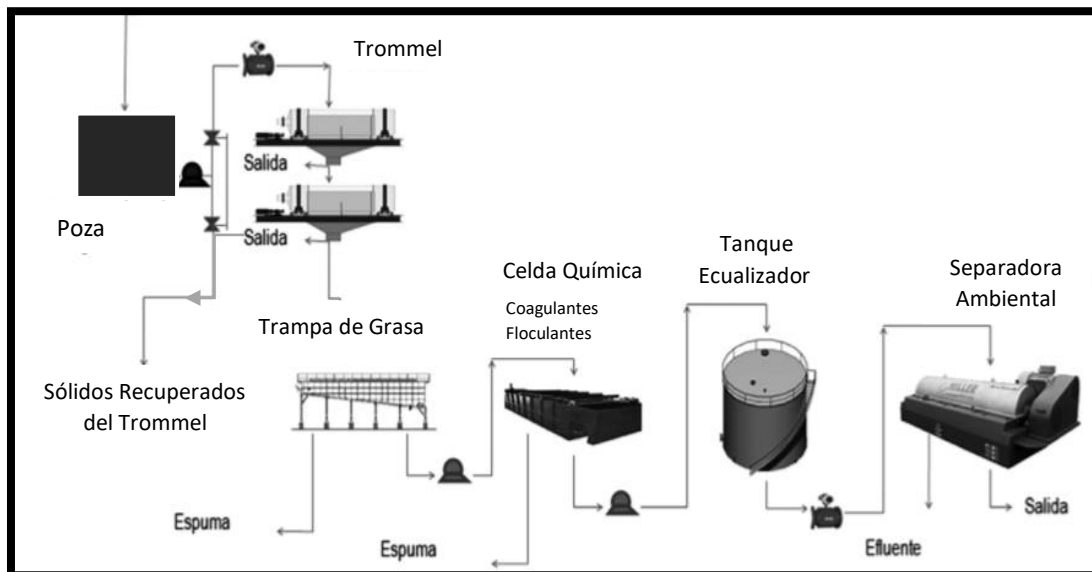 Trommel
Salida
Poza
Salida
Trampa de Grasa
Sólidos Recuperados
del Trommel
Celda Química
Coagulantes
Floculantes
Tanque
Ecualizador
Separadora
Ambiental
HILLER
Espuma
Espuma
Efluente
Salida